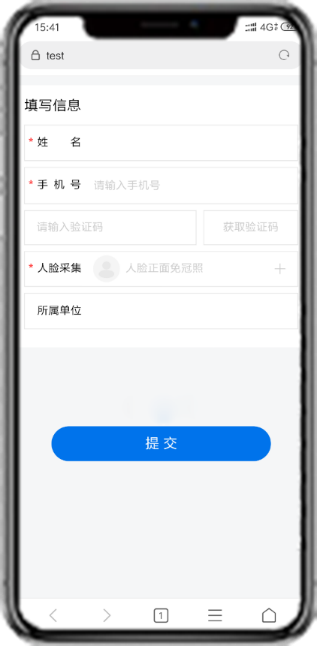 15:41
4G
test
填写信息
* 姓 名
* 手 机 号 请输入手机号
请输入验证码 获取验证码
* 人脸采集 人脸正面免冠照
所属单位
提 交
1